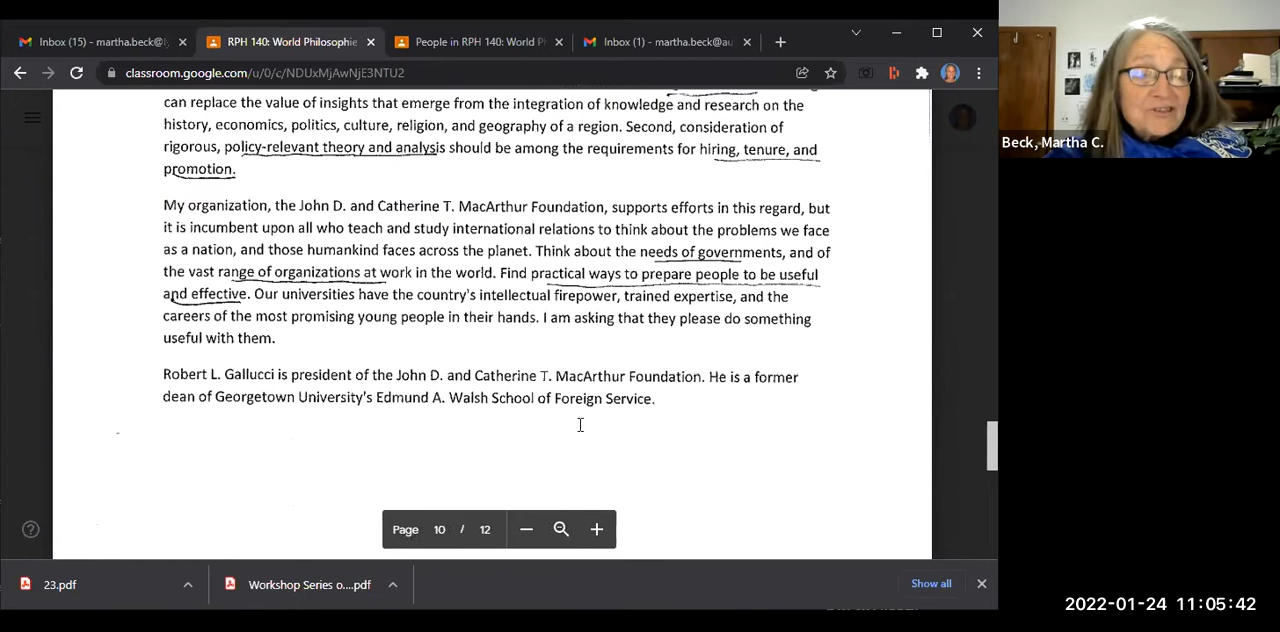 Inbox (15) - martha.beck@
RPH 140: World Philosophie
People in RPH 140: World P
Inbox (1) - martha.beck@au
classroom.google.com/u/0/c/NDUxMjAwNjE3NTU2
can replace the value of insights that emerge from the integration of knowledge and research on the
history, economics, politics, culture, religion, and geography of a region. Second, consideration of
rigorous, policy-relevant theory and analysis should be among the requirements for hiring, tenure, and
promotion.
My organization, the John D. and Catherine T. MacArthur Foundation, supports efforts in this regard, but
it is incumbent upon all who teach and study international relations to think about the problems we face
as a nation, and those humankind faces across the planet. Think about the needs of governments, and of
the vast range of organizations at work in the world. Find practical ways to prepare people to be useful
and effective. Our universities have the country's intellectual firepower, trained expertise, and the
careers of the most promising young people in their hands. I am asking that they please do something
useful with them.
Robert L. Gallucci is president of the John D. and Catherine T. MacArthur Foundation. He is a former
dean of Georgetown University's Edmund A. Walsh School of Foreign Service.
Page 10 / 12
23.pdf
Workshop Series o....pdf
Show all
Beck, Martha C.
2022-01-24 11:05:42